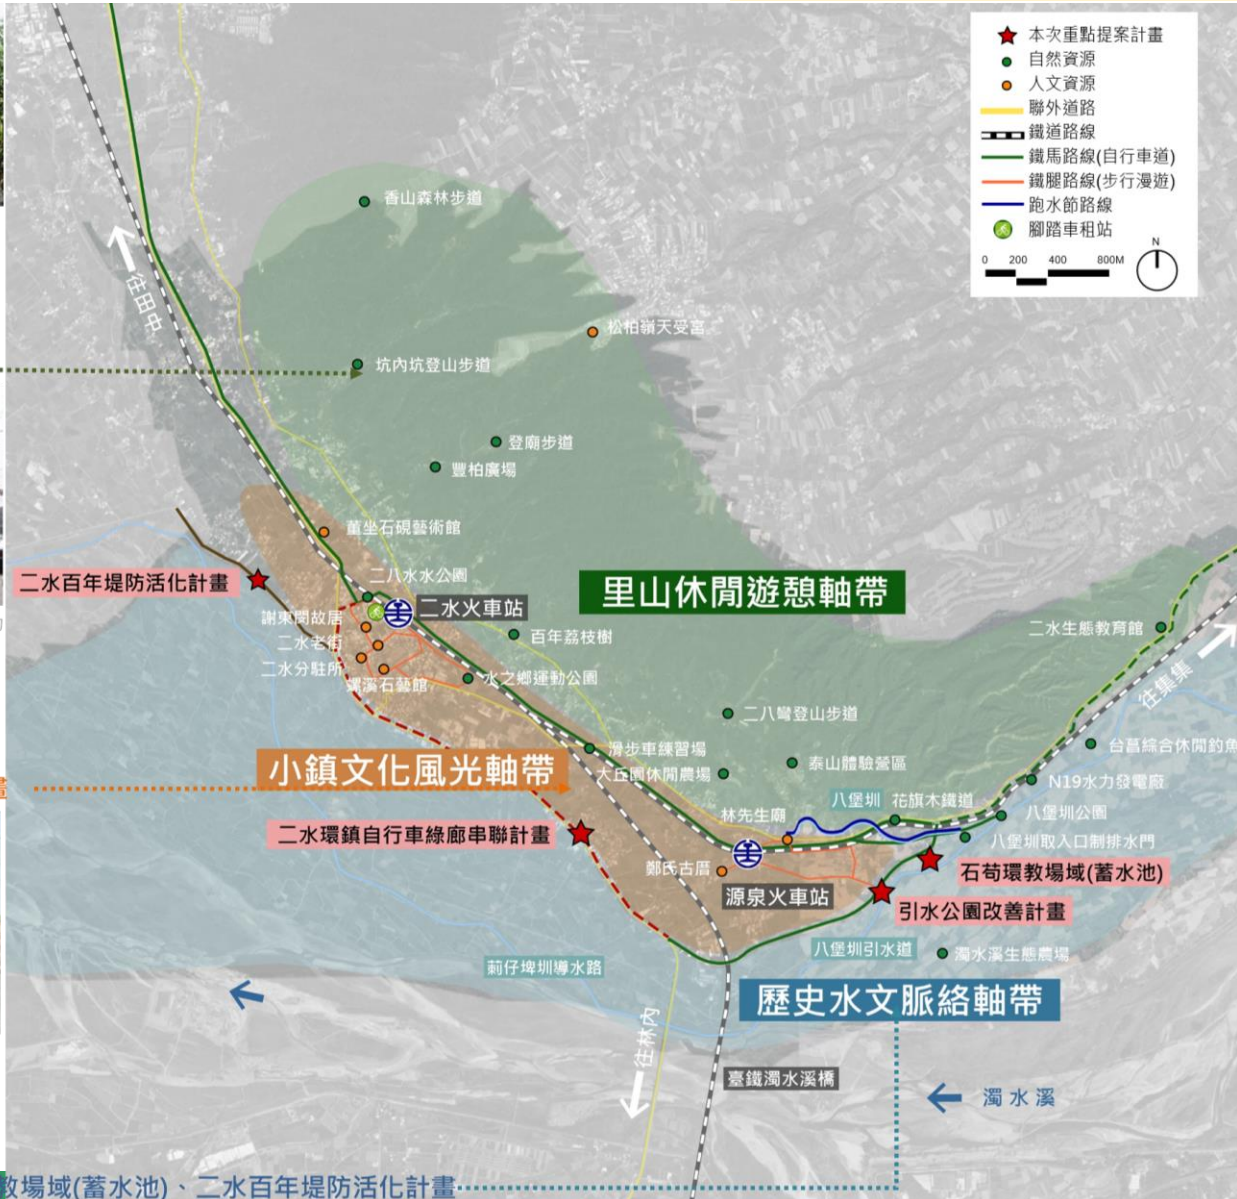 本次重點提案計畫
自然資源
人文資源
聯外道路
鐵道路線
鐵馬路線(自行車道)
鐵腿路線(步行漫遊)
跑水節路線
腳踏車租站
0 200 400 800M
N
香山森林步道
往田中
松柏嶺天受宮
坑內坑登山步道
登廟步道
豐柏廣場
董坐石硯藝術館
二水百年堤防活化計畫
二八水水公園
里山休閒遊憩軸帶
謝東閔故居
二水火車站
二水老街
百年荔枝樹
二水生態教育館
二水分駐所
螺溪石藝館
水之鄉運動公園
往集集
二八彎登山步道
滑步車練習場
台昌綜合休閒釣魚
小鎮文化風光軸帶
大丘園休閒農場
泰山體驗營區
N19水力發電廠
八堡圳
花旗木鐵道
林先生廟
八堡圳公園
二水環鎮自行車綠廊串聯計畫
八堡圳取入口制排水門
鄭氏古厝
石苟環教場域(蓄水池)
源泉火車站
引水公園改善計畫
八堡圳引水道
濁水溪生態農場
莿仔埤圳導水路
歷史水文脈絡軸帶
往林內
臺鐵濁水溪橋
濁水溪
教場域(蓄水池)、二水百年堤防活化計畫